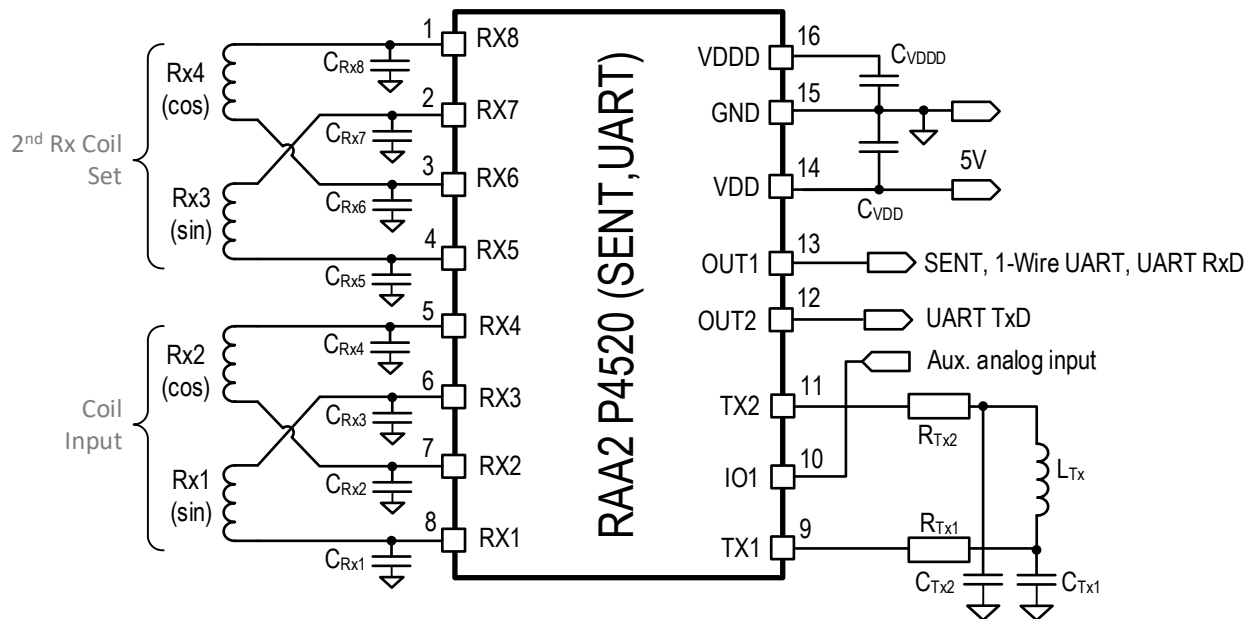 2nd Rx Coil
Set
Rx4
(cos)
Rx3
(sin)
CRx8
CRx7
CRx6
CRx5
1
2
3
4
RX8
RX7
RX6
RX5
Coil
Input
Rx2
(cos)
Rx1
(sin)
CRx4
CRx3
CRx2
CRx1
5
6
7
8
RX4
RX3
RX2
RX1
RAA2 P4520 (SENT,UART)
VDDD
GND
VDD
OUT1
OUT2
TX2
IO1
TX1
16
15
14
13
12
11
10
9
CVDDD
5V
CVDD
SENT, 1-Wire UART, UART RxD
UART TxD
Aux. analog input
RTx2
LTx
RTx1
CTx2
CTx1